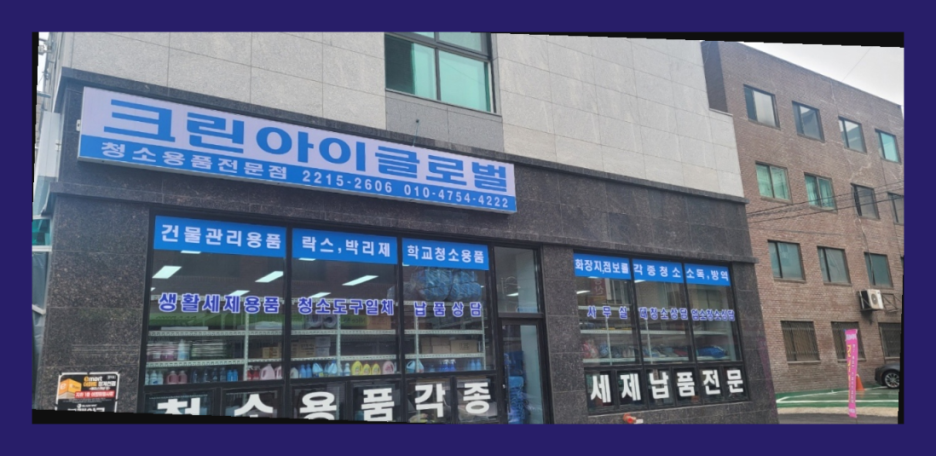 크린아이글로벌
청소용품전문점 2215-2606 010-4754-4222
건물관리용품 락스,박리제 학교청소용품
화장지,점보롤 각종청소 소독,방역
생활세제용품 청소도구일체 납품상담
청소상담
세제납품전문
청소용품각종